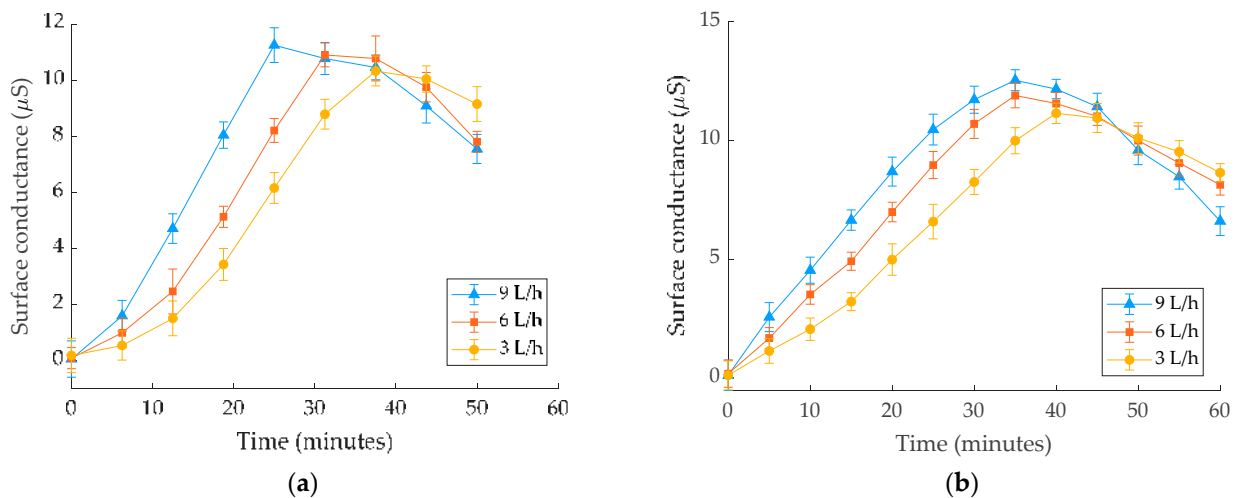 12
10
8
6
4
2
0
Surface conductance (μS)
9 L/h
6 L/h
3 L/h
0 10 20 30 40 50 60
Time (minutes)
(a)
15
10
5
0
Surface conductance (μS)
9 L/h
6 L/h
3 L/h
0 10 20 30 40 50 60
Time (minutes)
(b)